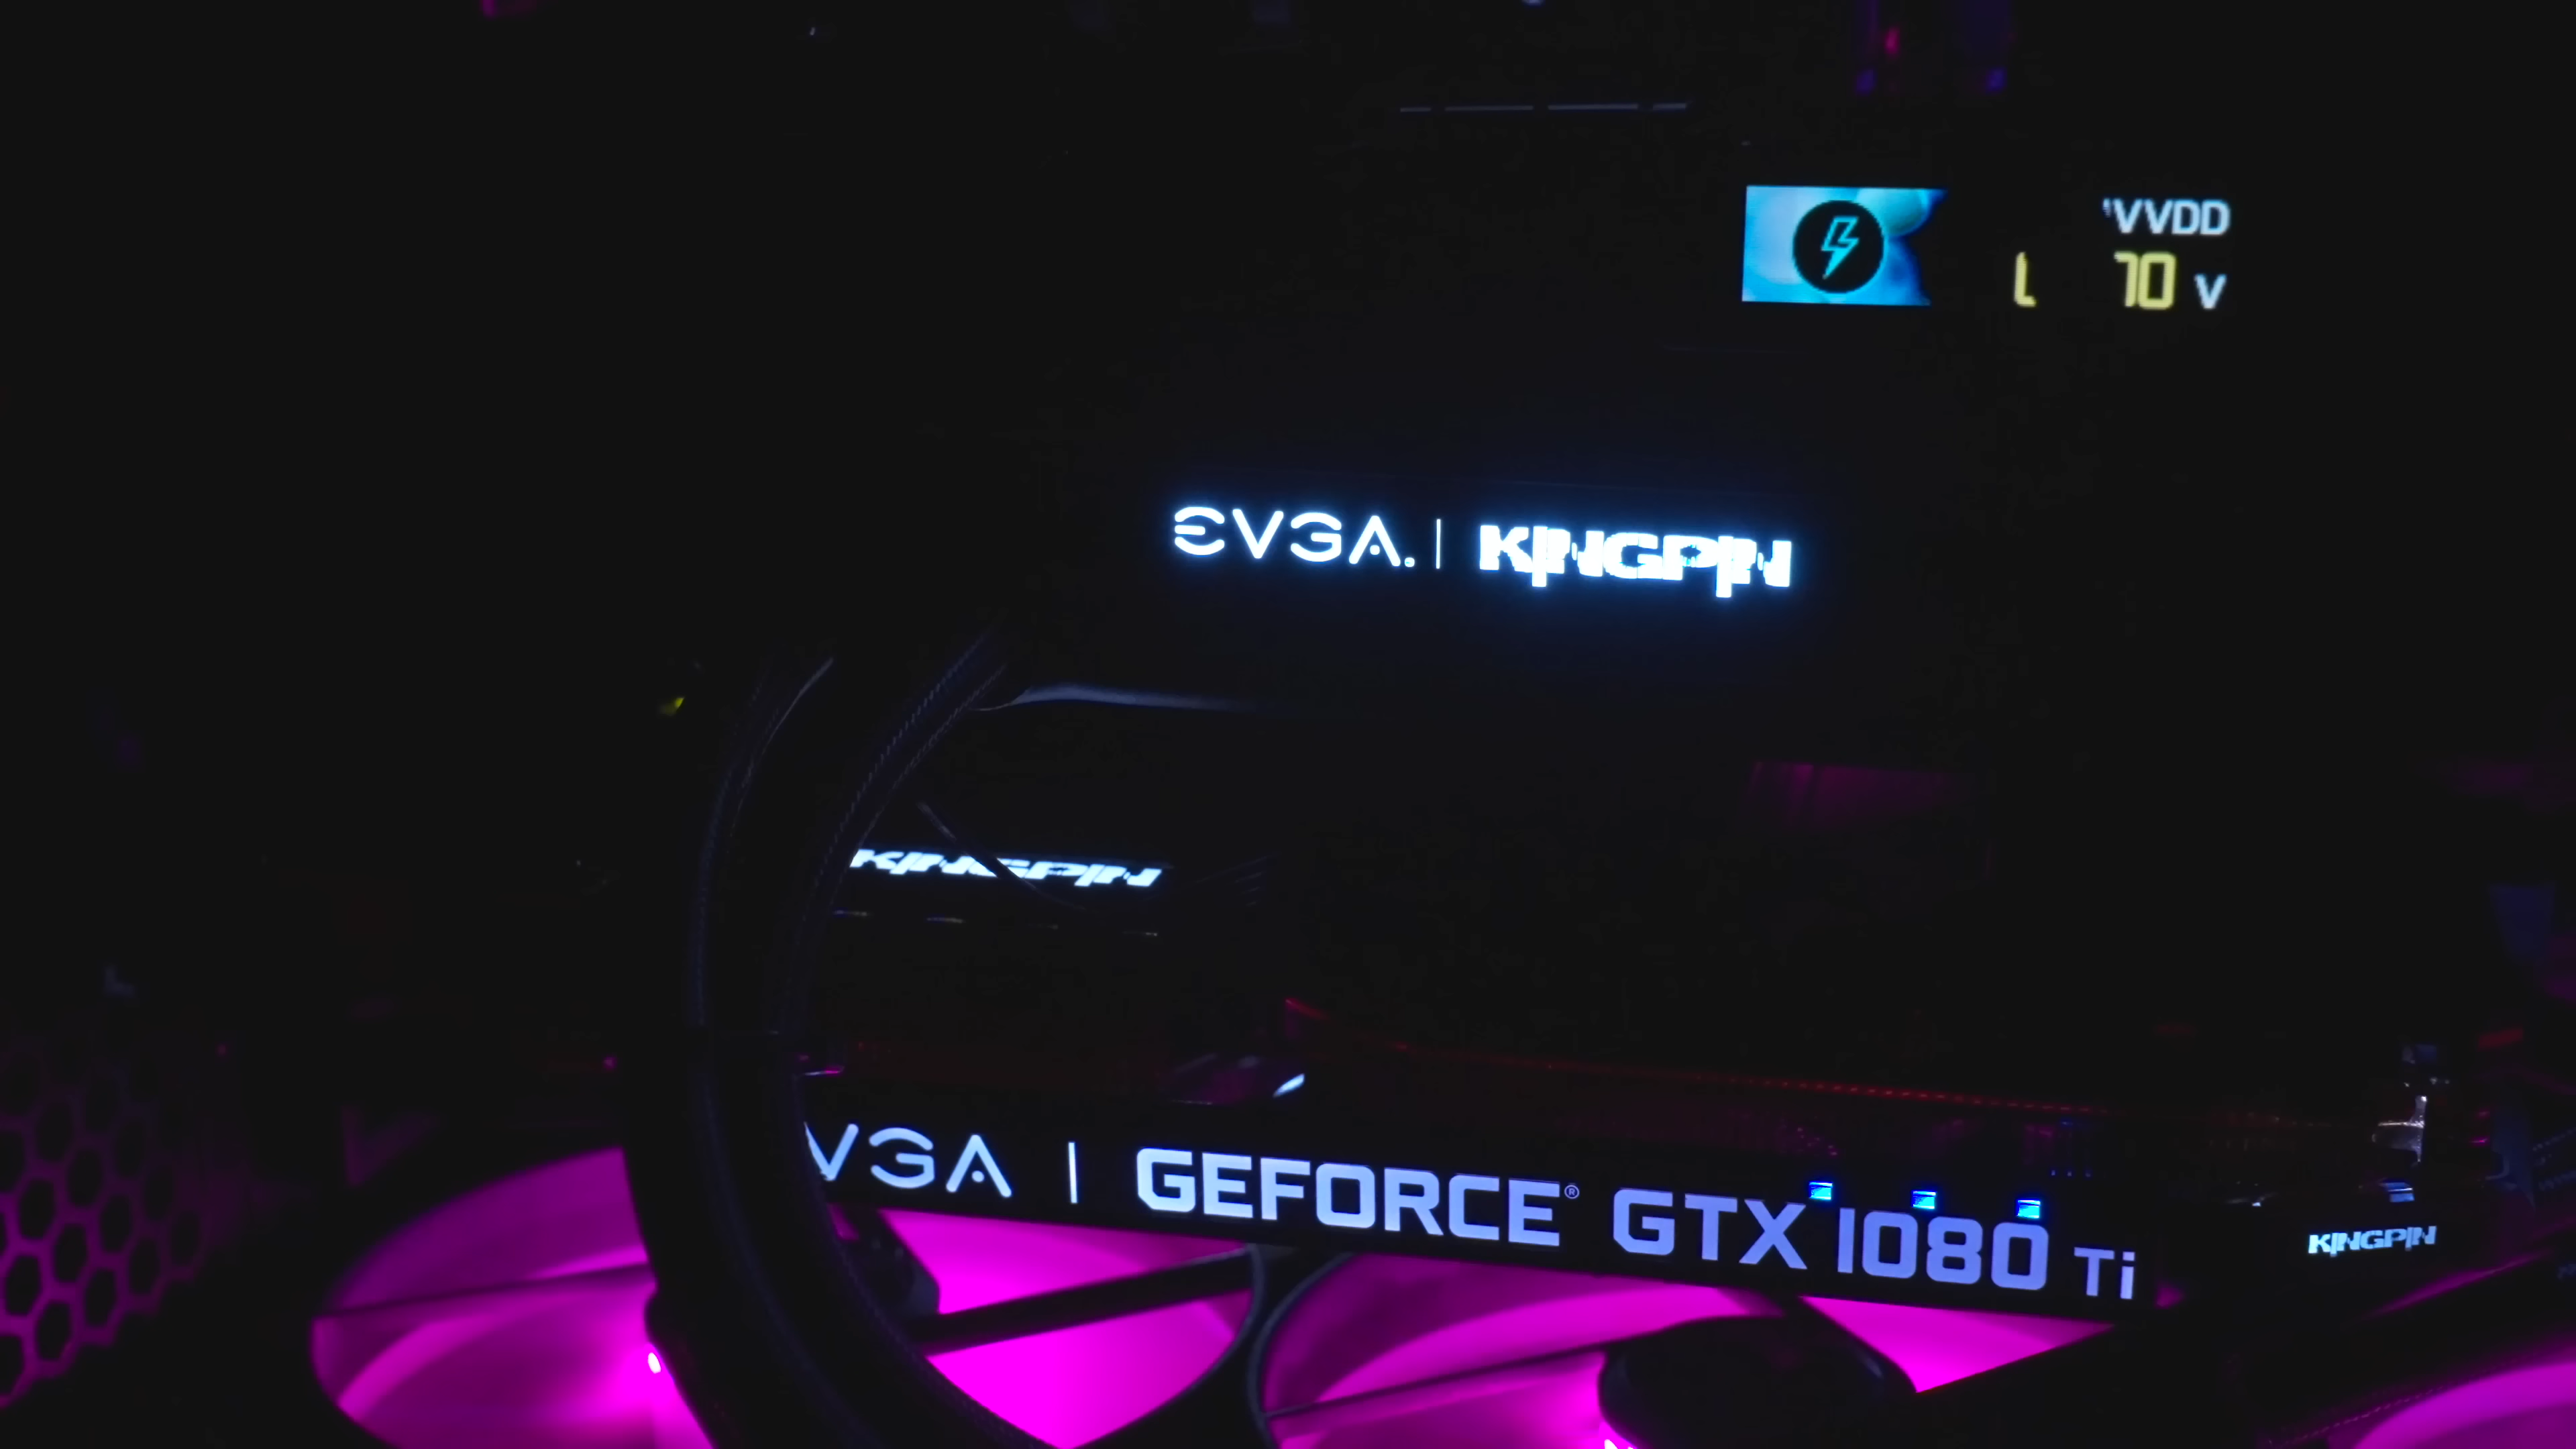 VVDD
70 V
EVGA. | KINGPIN
KINGPIN
VGA | GEFORCE® GTX 1080 Ti
KINGPIN